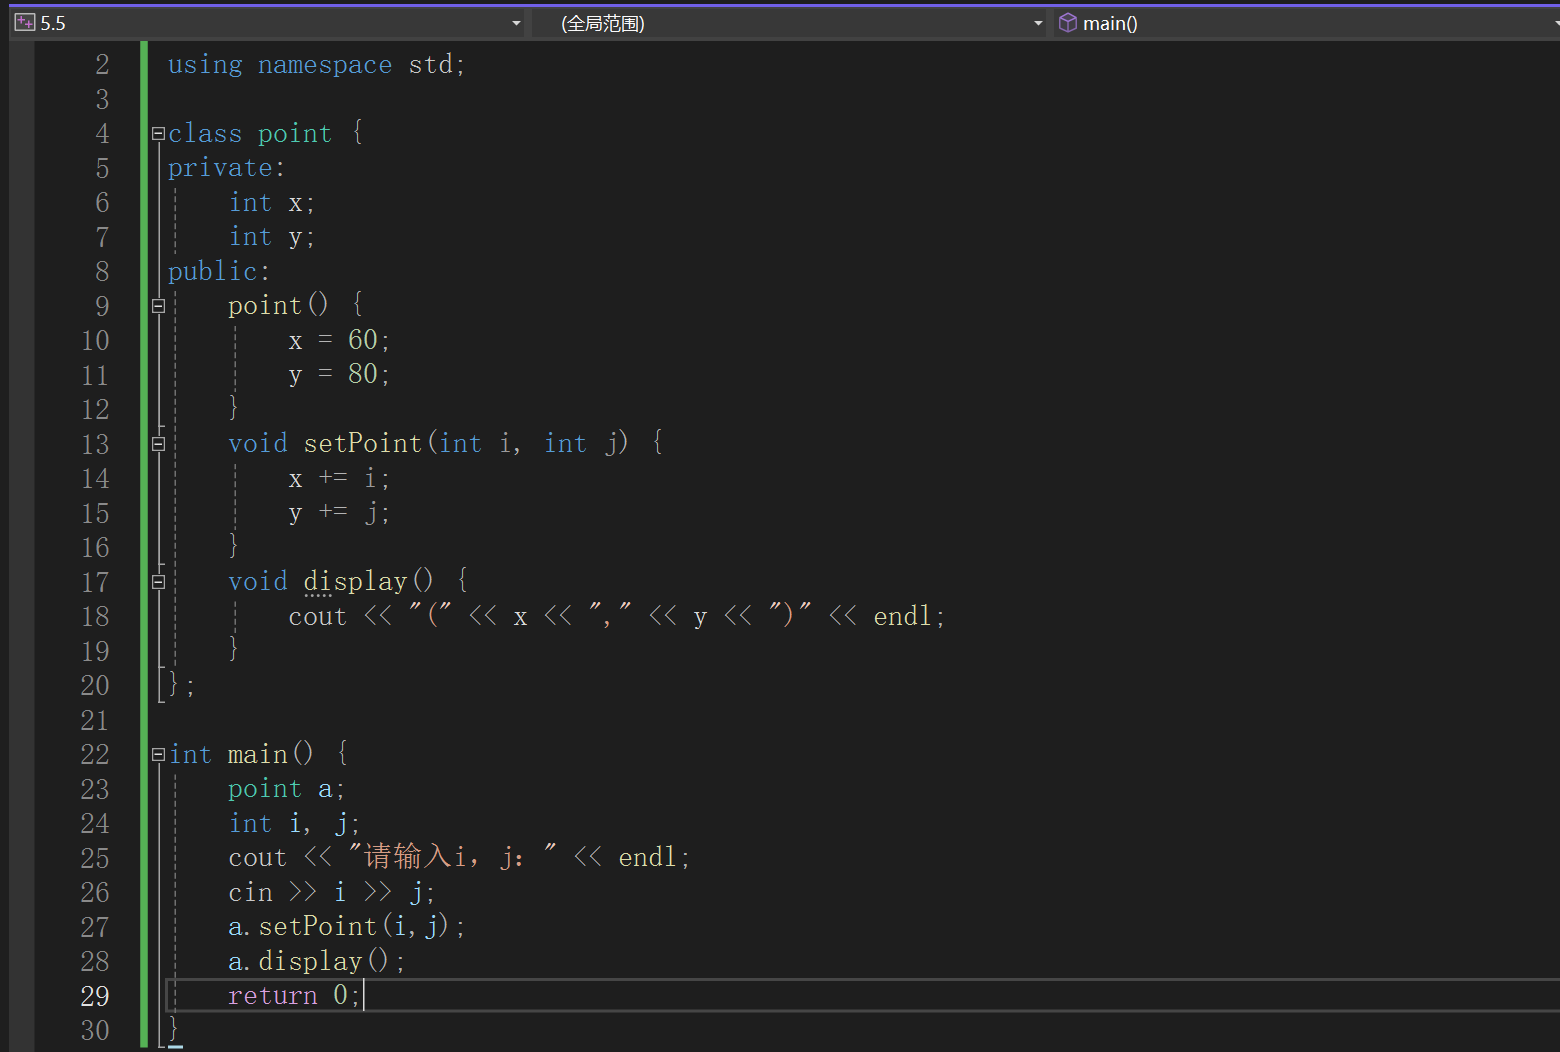 5.5 (全局范围) main()
2 using namespace std;
3
4 class point {
5 private:
6 int x;
7 int y;
8 public:
9 point() {
10 x = 60;
11 y = 80;
12 }
13 void setPoint(int i, int j) {
14 x += i;
15 y += j;
16 }
17 void display() {
18 cout << "(" << x << "," << y << ")" << endl;
19 }
20 };
21
22 int main() {
23 point a;
24 int i, j;
25 cout << "请输入i，j：" << endl;
26 cin >> i >> j;
27 a.setPoint(i,j);
28 a.display();
29 return 0;
30 }